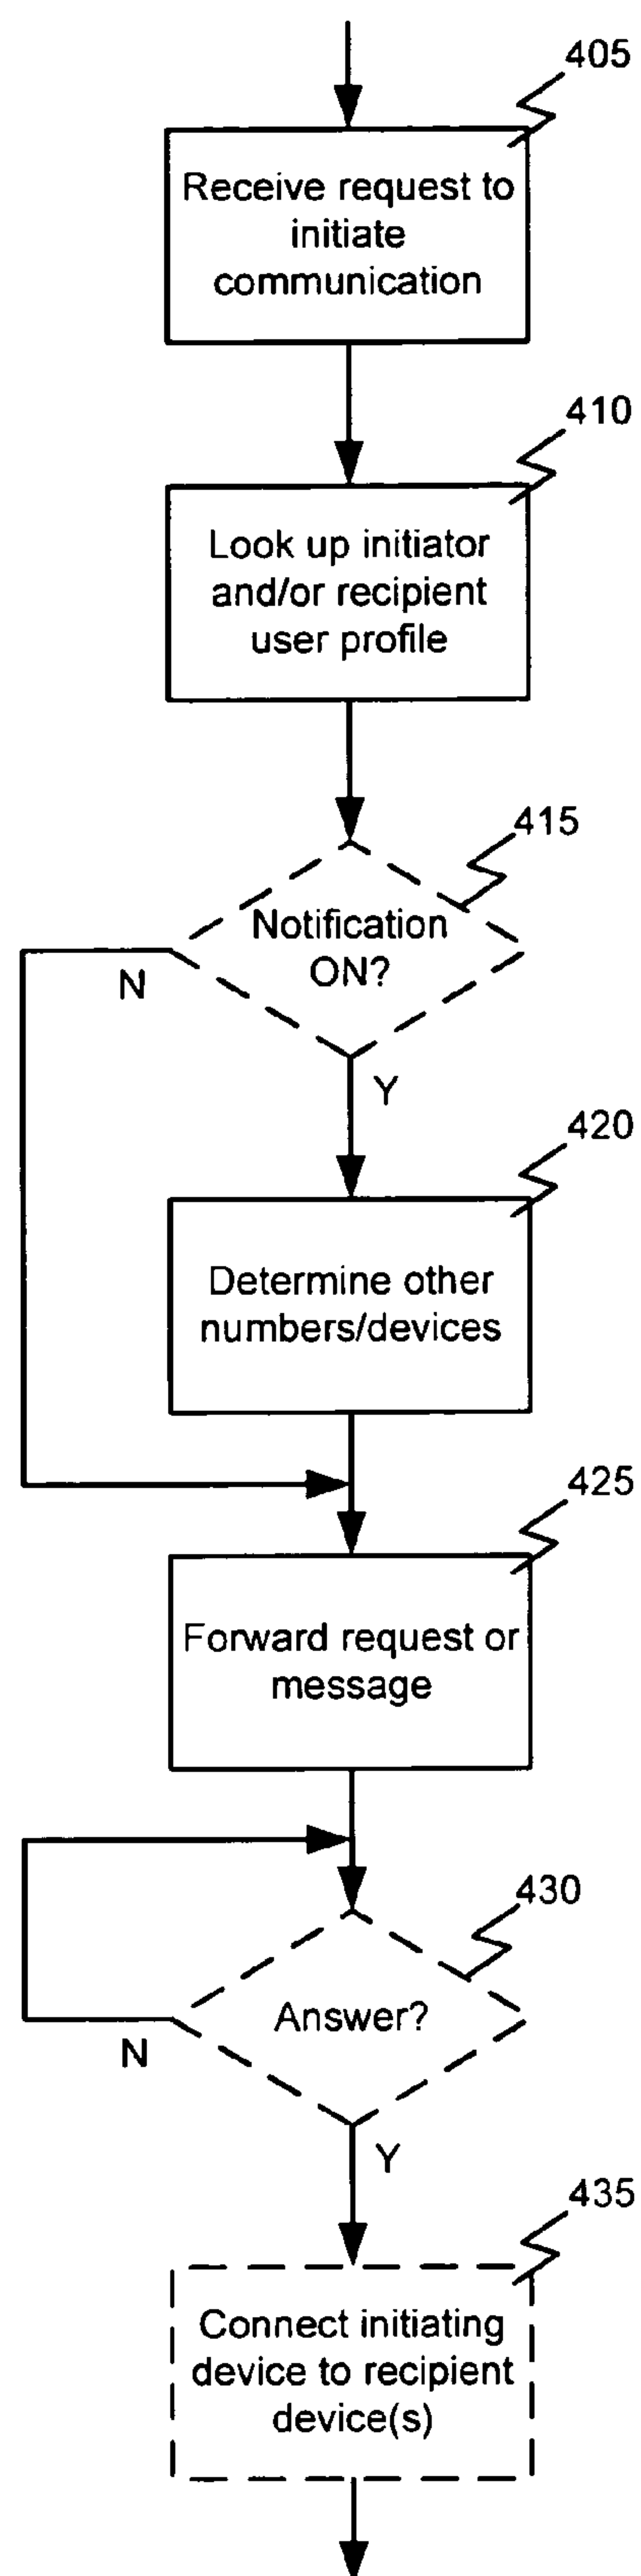 405
Receive request to
initiate
communication
410
Look up initiator
and/or recipient
user profile
415
Notification
ON?
N
Y
420
Determine other
numbers/devices
425
Forward request or
message
430
Answer?
N
Y
435
Connect initiating
device to recipient
device(s)